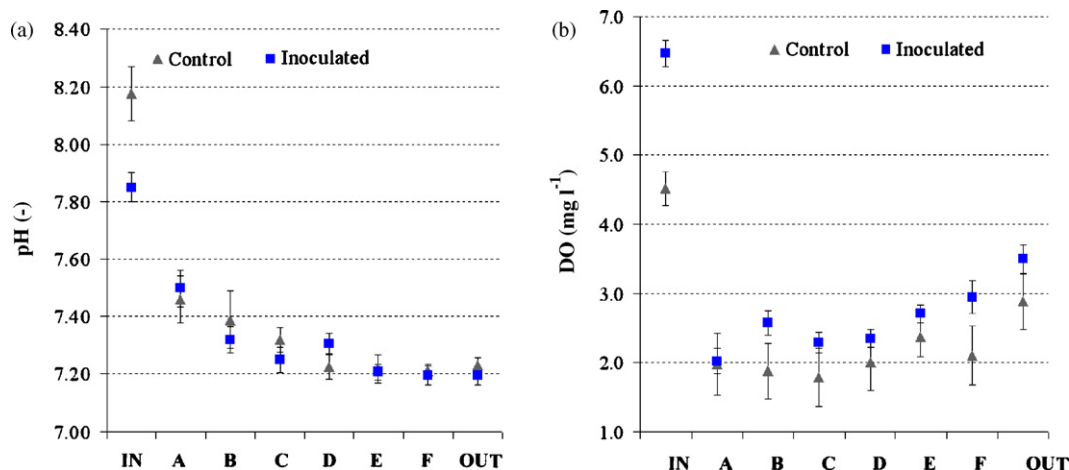 (a)
8.40
8.20
8.00
7.80
7.60
7.40
7.20
7.00
pH (-)
Control Inoculated
IN A B C D E F OUT
(b)
7.0
6.0
5.0
4.0
3.0
2.0
1.0
DO (mg l⁻¹)
Control Inoculated
IN A B C D E F OUT